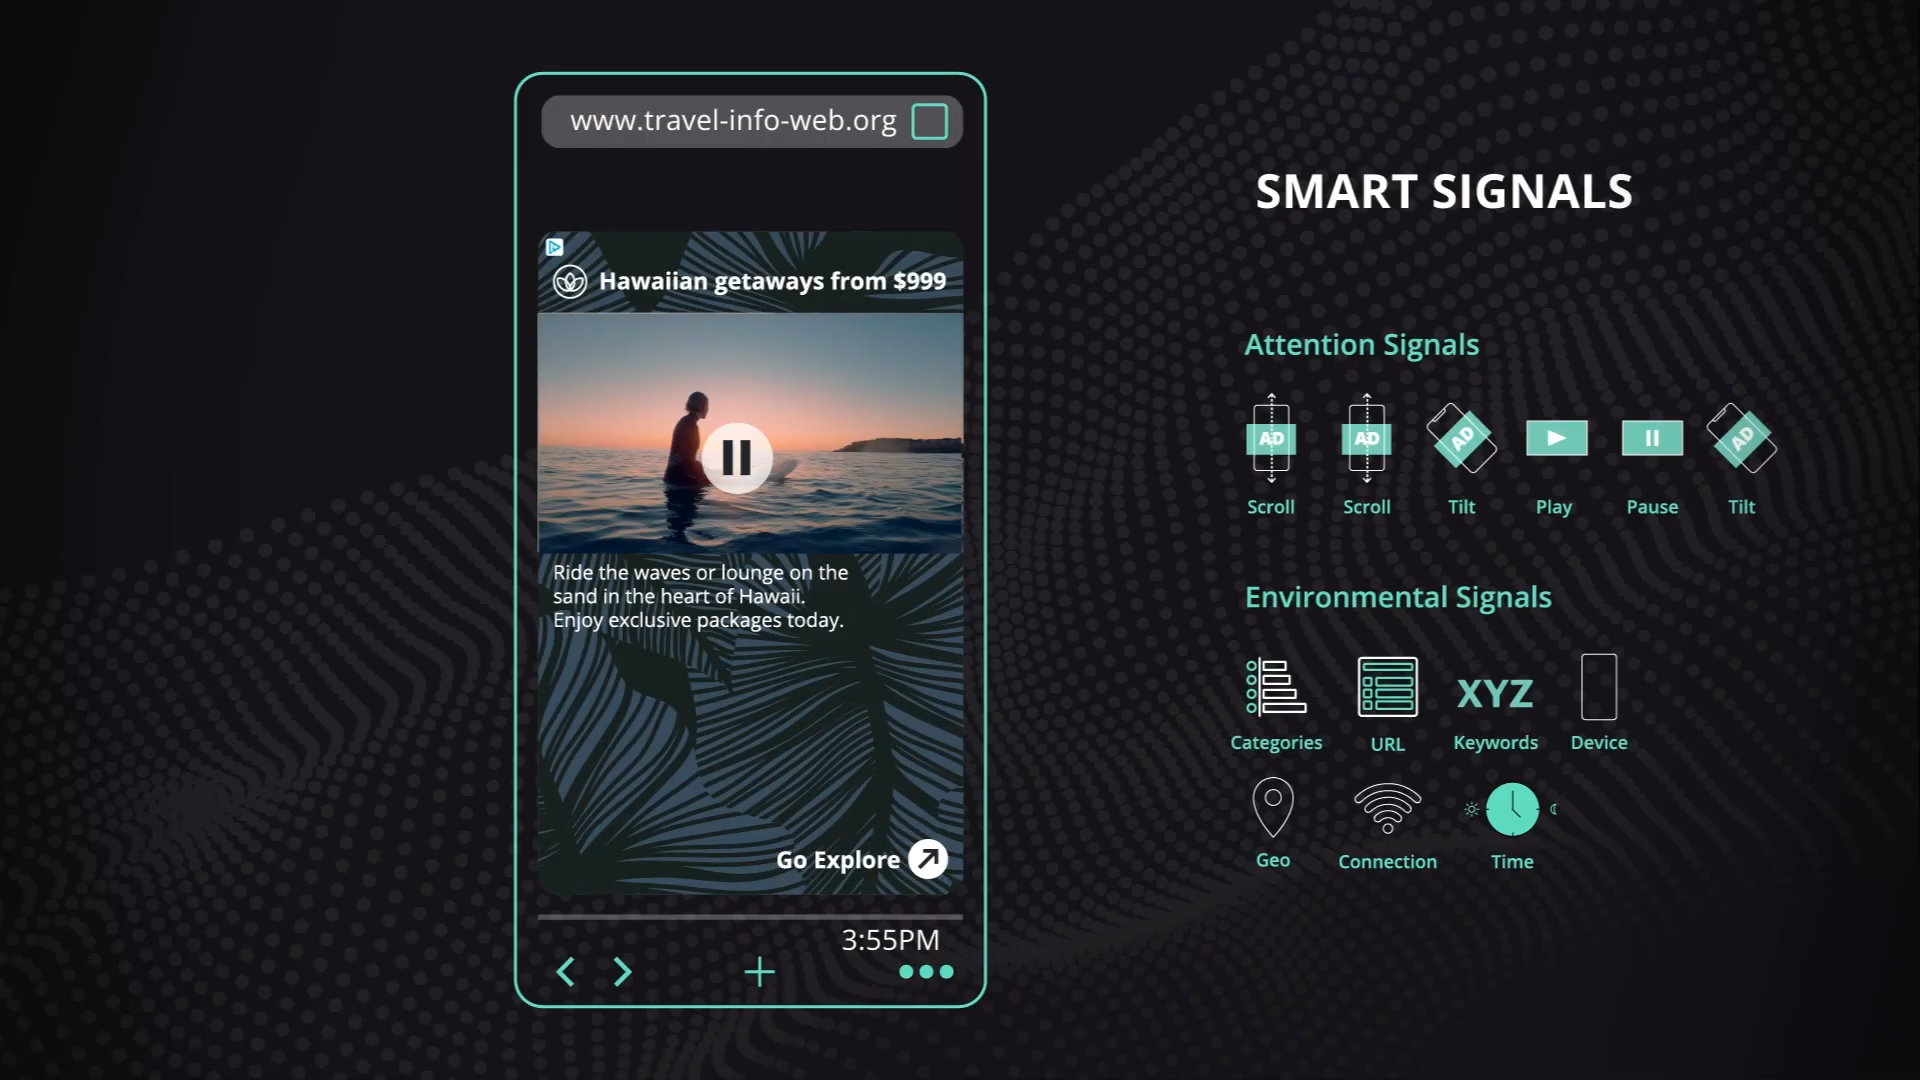 www.travel-info-web.org
Hawaiian getaways from $999
Ride the waves or lounge on the
sand in the heart of Hawaii.
Enjoy exclusive packages today.
Go Explore
3:55PM
SMART SIGNALS
Attention Signals
AD AD AD AD
Scroll Scroll Tilt Play Pause Tilt
Environmental Signals
XYZ
Categories URL Keywords Device
Geo Connection Time